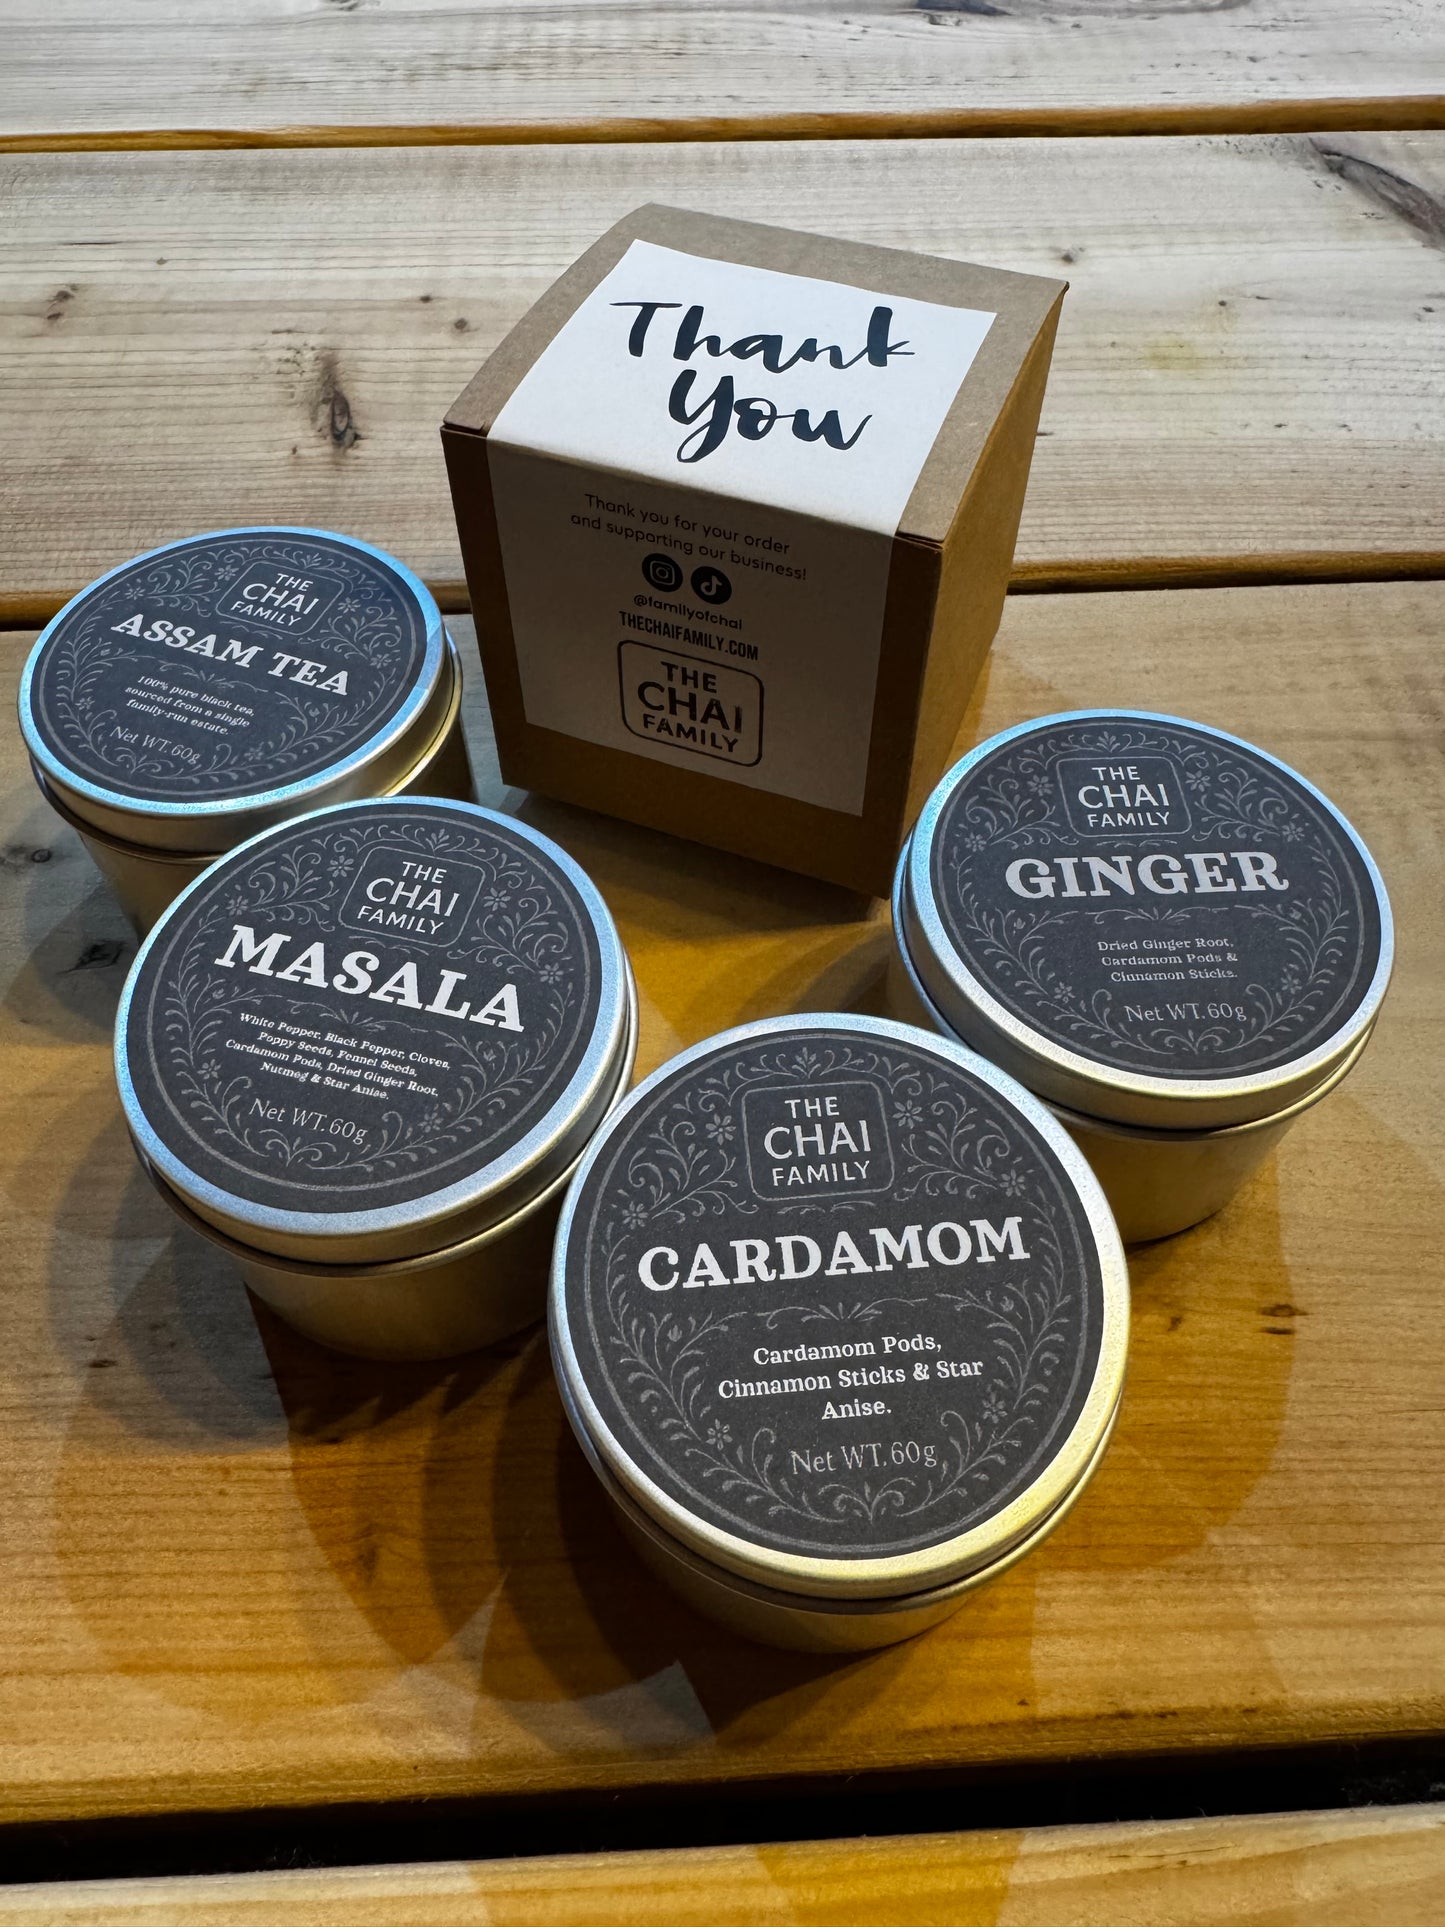 Thank
You
Thank you for your order
and supporting our business!
@familyofchai
THECHAIFAMILY.COM
THE
CHAI
FAMILY
THE
CHAI
FAMILY
ASSAM TEA
100% pure black tea,
sourced from a single
family-run estate.
Net WT. 60g
THE
CHAI
FAMILY
MASALA
White Pepper, Black Pepper, Cloves,
Poppy Seeds, Fennel Seeds,
Cardamom Pods, Dried Ginger Root,
Nutmeg & Star Anise.
Net WT. 60g
THE
CHAI
FAMILY
GINGER
Dried Ginger Root,
Cardamom Pods &
Cinnamon Sticks.
Net WT. 60g
THE
CHAI
FAMILY
CARDAMOM
Cardamom Pods,
Cinnamon Sticks & Star
Anise.
Net WT. 60g